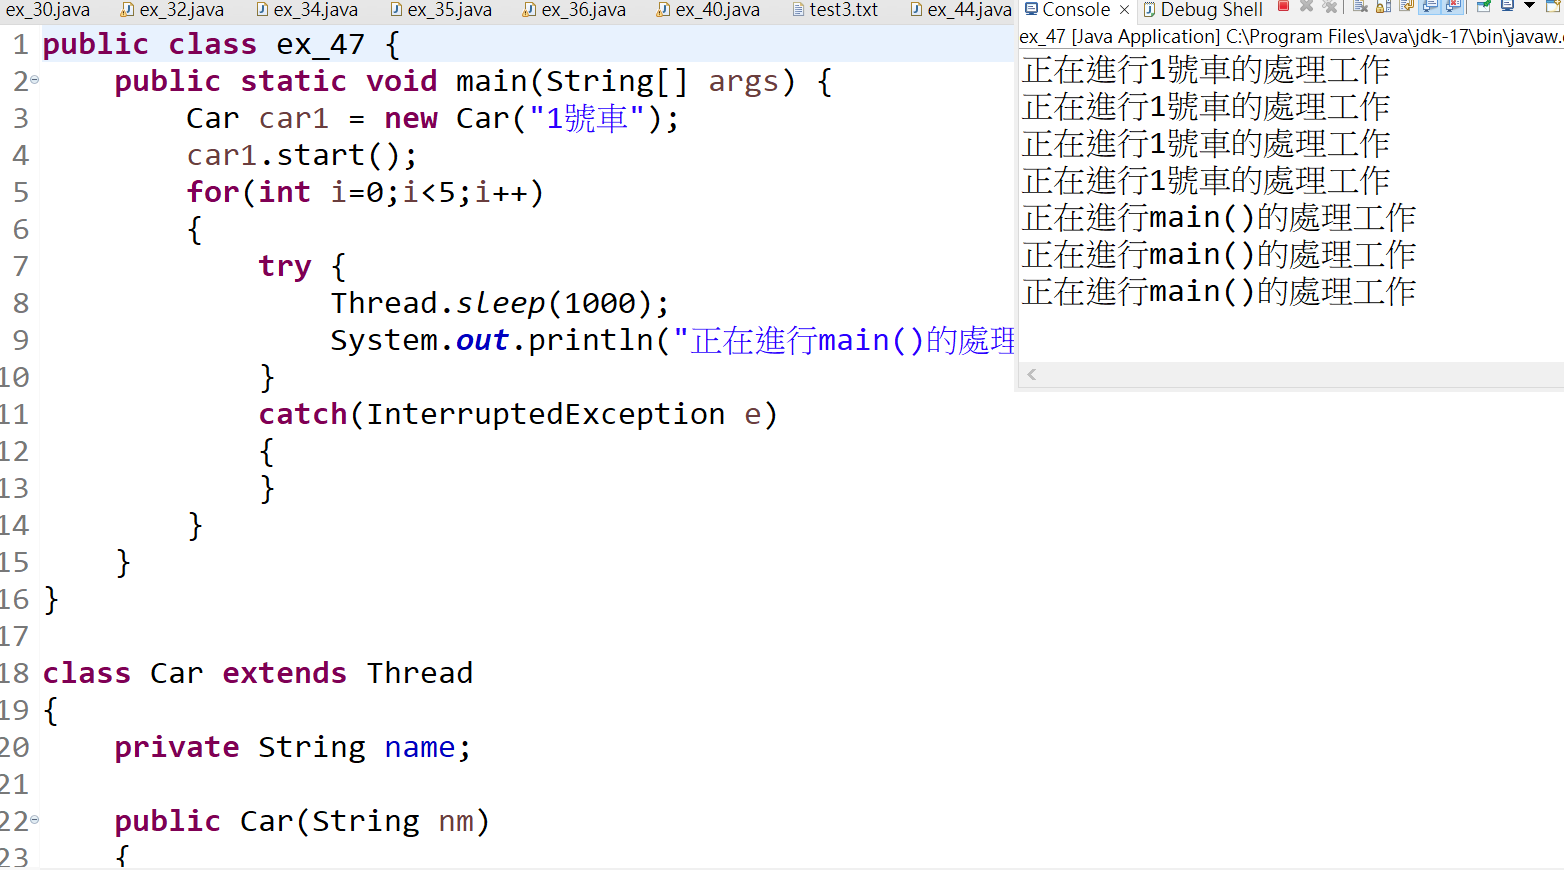 ex_30.java ex_32.java ex_34.java ex_35.java ex_36.java ex_40.java test3.txt ex_44.java
1 public class ex_47 {
2 public static void main(String[] args) {
3 Car car1 = new Car("1號車");
4 car1.start();
5 for(int i=0;i<5;i++)
6 {
7 try {
8 Thread.sleep(1000);
9 System.out.println("正在進行main()的處理
10 }
11 catch(InterruptedException e)
12 {
13 }
14 }
15 }
16 }
17
18 class Car extends Thread
19 {
20 private String name;
21
22 public Car(String nm)
23 {
Console × Debug Shell
ex_47 [Java Application] C:\Program Files\Java\jdk-17\bin\javaw.
正在進行1號車的處理工作
正在進行1號車的處理工作
正在進行1號車的處理工作
正在進行1號車的處理工作
正在進行main()的處理工作
正在進行main()的處理工作
正在進行main()的處理工作